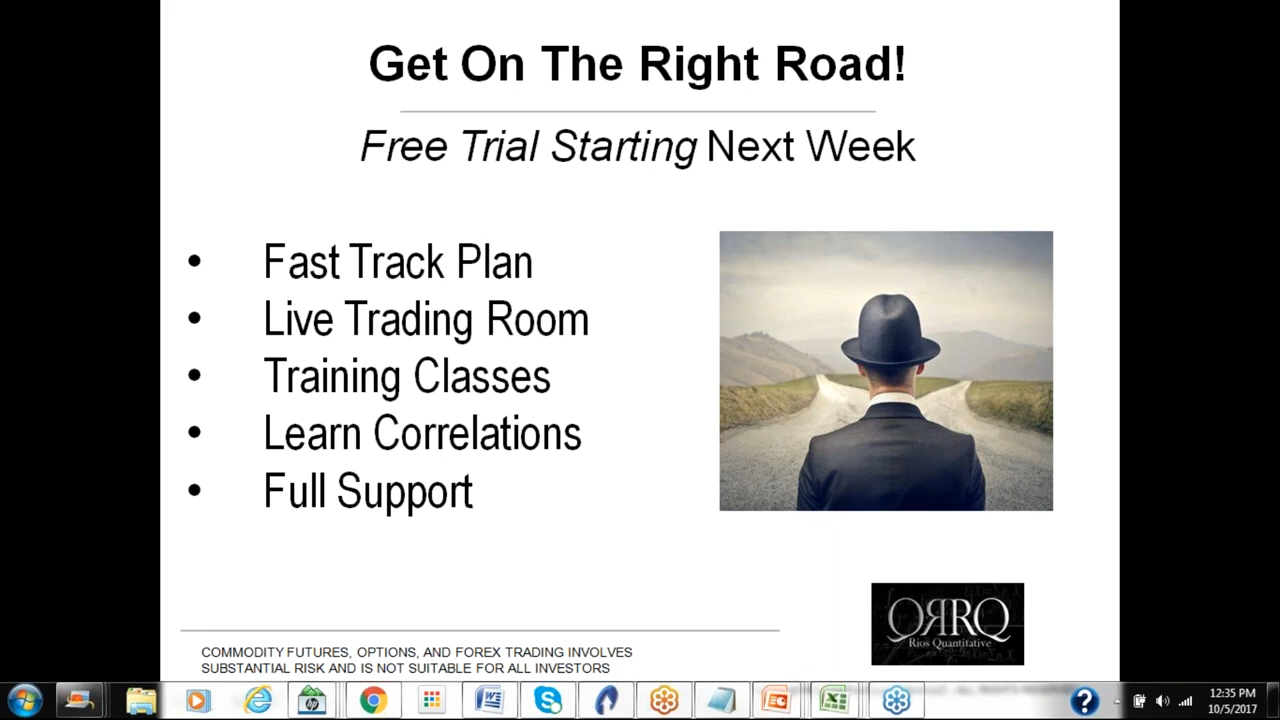 Get On The Right Road!
Free Trial Starting Next Week
• Fast Track Plan
• Live Trading Room
• Training Classes
• Learn Correlations
• Full Support
QRRQ
Rios Quantitative
COMMODITY FUTURES, OPTIONS, AND FOREX TRADING INVOLVES
SUBSTANTIAL RISK AND IS NOT SUITABLE FOR ALL INVESTORS
12:35 PM
10/5/2017